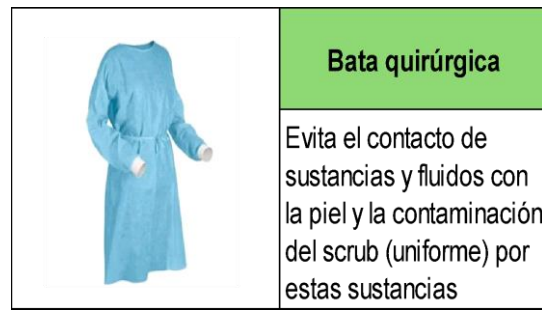 Bata quirúrgica
Evita el contacto de
sustancias y fluidos con
la piel y la contaminación
del scrub (uniforme) por
estas sustancias